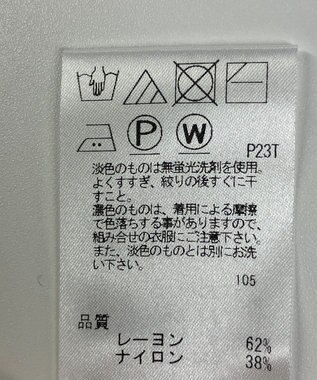 P W
P23T
淡色のものは無蛍光洗剤を使用。
よくすすぎ、絞りの後すぐに干
すこと。
濃色のものは、着用による摩擦
で色落ちする事がありますので、
組み合せの衣服にご注意下さい。
また、淡色のものとは別にお洗
い下さい。
105
品質
レーヨン 62%
ナイロン 38%